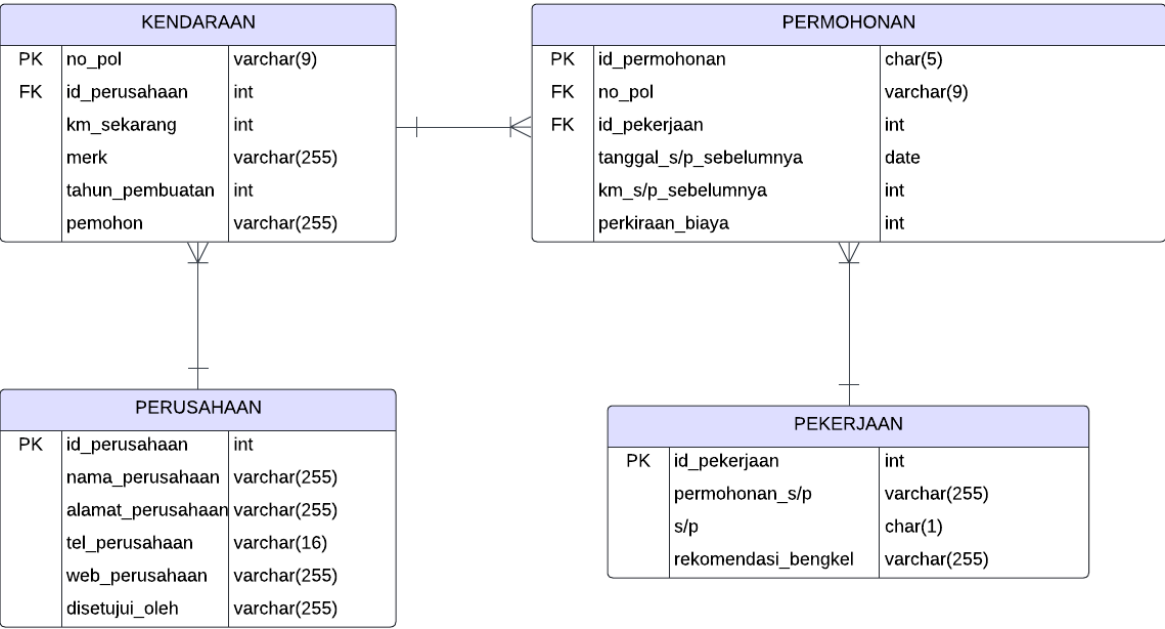 KENDARAAN
PK no_pol varchar(9)
FK id_perusahaan int
km_sekarang int
merk varchar(255)
tahun_pembuatan int
pemohon varchar(255)
PERMOHONAN
PK id_permohonan char(5)
FK no_pol varchar(9)
FK id_pekerjaan int
tanggal_s/p_sebelumnya date
km_s/p_sebelumnya int
perkiraan_biaya int
PERUSAHAAN
PK id_perusahaan int
nama_perusahaan varchar(255)
alamat_perusahaan varchar(255)
tel_perusahaan varchar(16)
web_perusahaan varchar(255)
disetujui_oleh varchar(255)
PEKERJAAN
PK id_pekerjaan int
permohonan_s/p varchar(255)
s/p char(1)
rekomendasi_bengkel varchar(255)